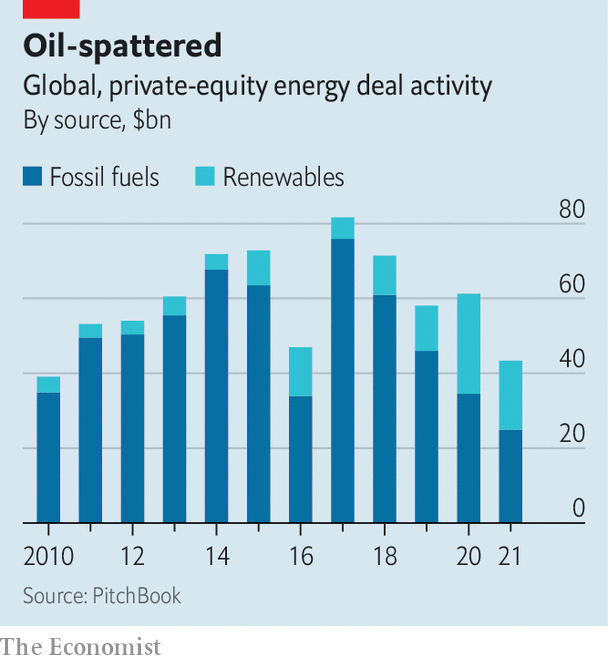 Oil-spattered
Global, private-equity energy deal activity
By source, $bn
Fossil fuels Renewables
80
60
40
20
0
2010 12 14 16 18 20 21
Source: PitchBook
The Economist